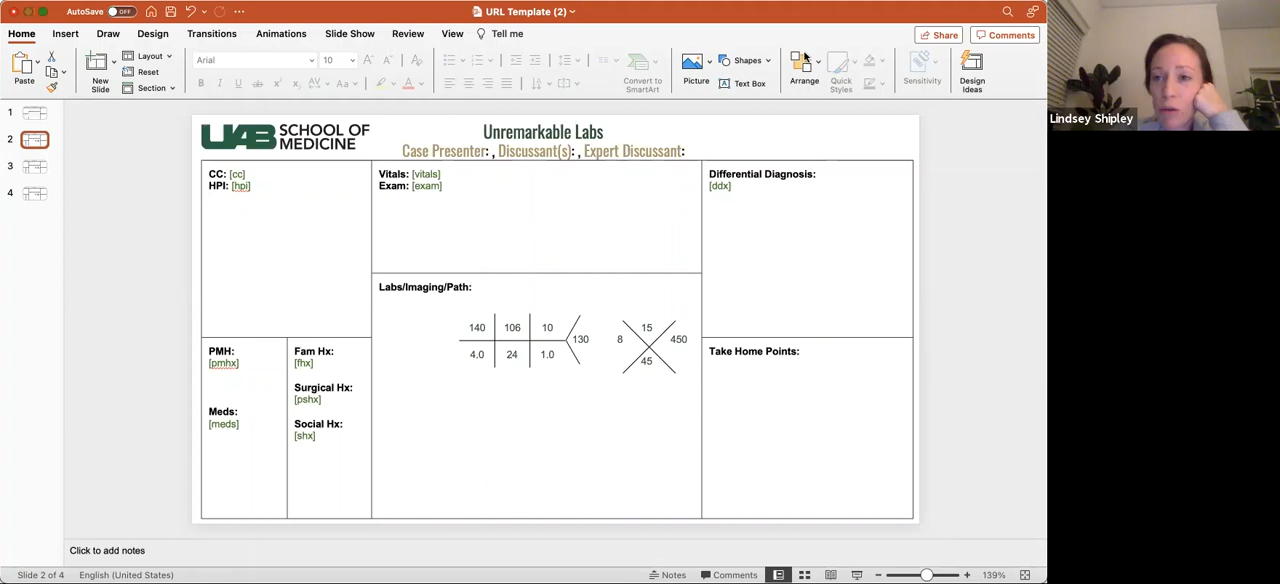 AutoSave OFF
URL Template (2)
Home Insert Draw Design Transitions Animations Slide Show Review View Tell me
Share Comments
Paste
New Slide
Layout
Reset
Section
Arial 10
Convert to SmartArt
Picture
Shapes
Text Box
Arrange
Quick Styles
Sensitivity
Design Ideas
Lindsey Shipley
1
2
3
4
UAB SCHOOL OF MEDICINE
Unremarkable Labs
Case Presenter: , Discussant(s): , Expert Discussant:
CC: [cc]
HPI: [hpi]
Vitals: [vitals]
Exam: [exam]
Differential Diagnosis:
[ddx]
Labs/Imaging/Path:
140 106 10
130
4.0 24 1.0
15
8 450
45
PMH:
[pmhx]
Meds:
[meds]
Fam Hx:
[fhx]
Surgical Hx:
[pshx]
Social Hx:
[shx]
Take Home Points:
Click to add notes
Slide 2 of 4 English (United States) Notes Comments 139%